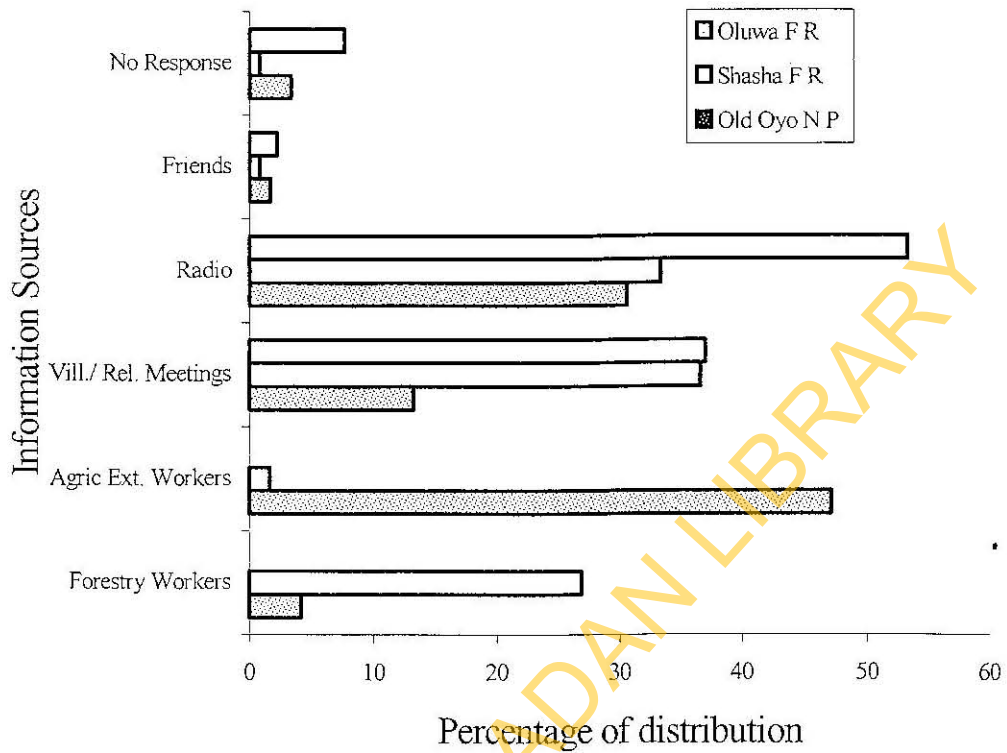 Oluwa F R
Shasha F R
Old Oyo N P
Information Sources
No Response
Friends
Radio
Vill./ Rel. Meetings
Agric Ext. Workers
Forestry Workers
0 10 20 30 40 50 60
Percentage of distribution
ADAN LIBRARY